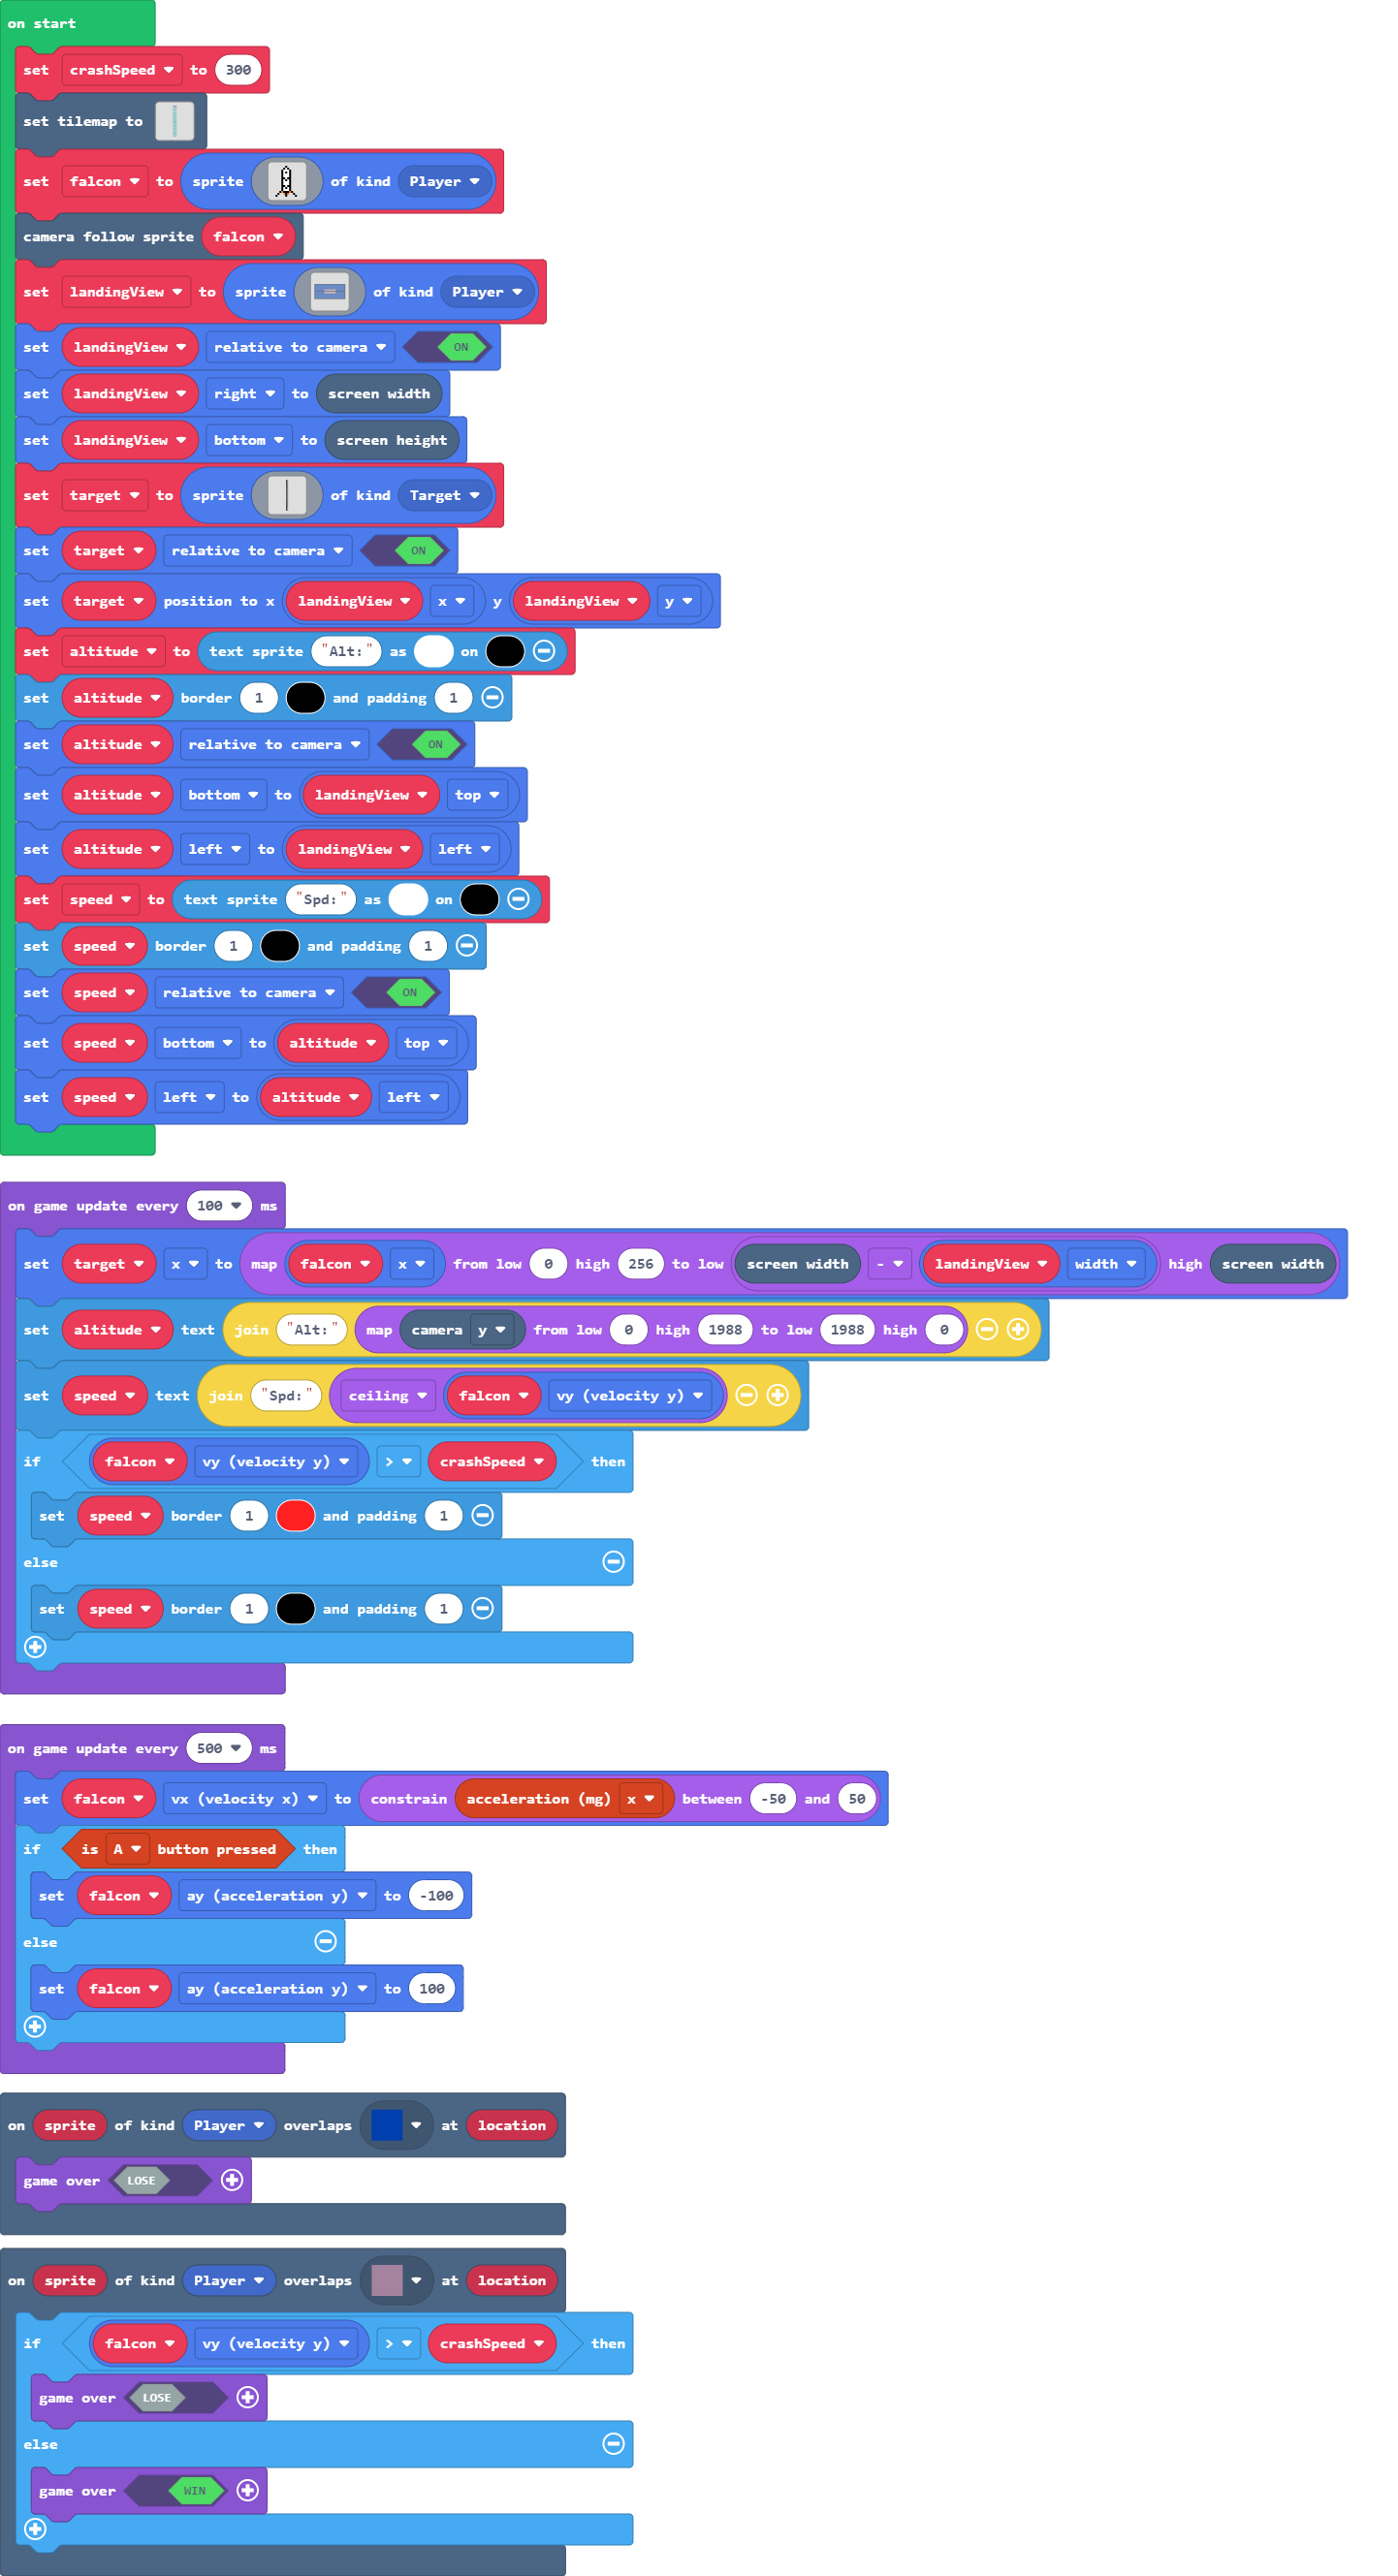 on start
set crashSpeed to 300
set tilemap to
set falcon to sprite of kind Player
camera follow sprite falcon
set landingView to sprite of kind Player
set landingView relative to camera ON
set landingView right to screen width
set landingView bottom to screen height
set target to sprite of kind Target
set target relative to camera ON
set target position to x landingView x y landingView y
set altitude to text sprite "Alt:" as on
set altitude border 1 and padding 1
set altitude relative to camera ON
set altitude bottom to landingView top
set altitude left to landingView left
set speed to text sprite "Spd:" as on
set speed border 1 and padding 1
set speed relative to camera ON
set speed bottom to altitude top
set speed left to altitude left
on game update every 100 ms
set target x to map falcon x from low 0 high 256 to low screen width - landingView width high screen width
set altitude text join "Alt:" map camera y from low 0 high 1988 to low 1988 high 0
set speed text join "Spd:" ceiling falcon vy (velocity y)
if falcon vy (velocity y) > crashSpeed then
set speed border 1 and padding 1
else
set speed border 1 and padding 1
on game update every 500 ms
set falcon vx (velocity x) to constrain acceleration (mg) x between -50 and 50
if is A button pressed then
set falcon ay (acceleration y) to -100
else
set falcon ay (acceleration y) to 100
on sprite of kind Player overlaps at location
game over LOSE
on sprite of kind Player overlaps at location
if falcon vy (velocity y) > crashSpeed then
game over LOSE
else
game over WIN